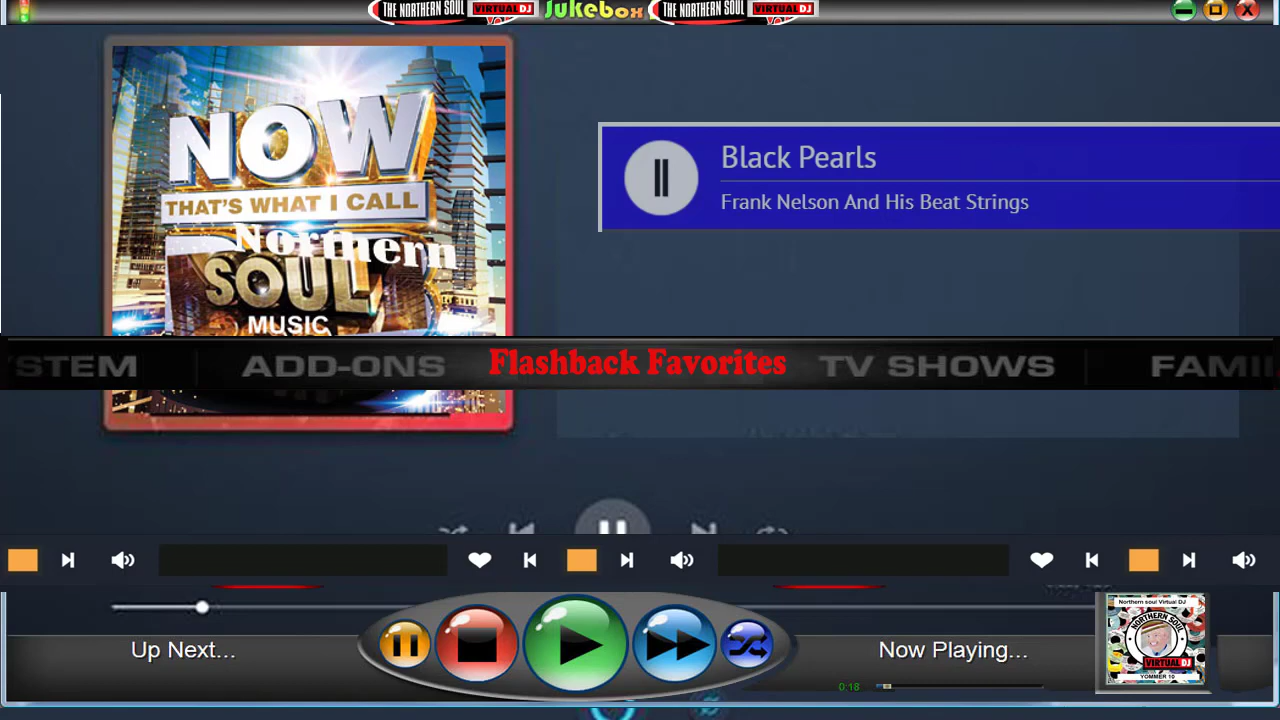 THE NORTHERN SOUL
VIRTUAL DJ
Jukebox
THE NORTHERN SOUL
VIRTUAL DJ
X
NOW
THAT'S WHAT I CALL
Northern
SOUL
MUSIC
Black Pearls
Frank Nelson And His Beat Strings
STEM
ADD-ONS
Flashback Favorites
TV SHOWS
FAMI
Up Next...
Now Playing...
0:18
Northern soul Virtual DJ
NORTHERN SOUL
VIRTUAL DJ
YOMMER 10